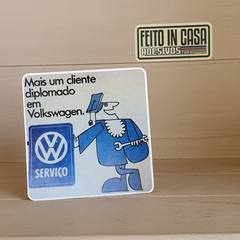 FEITO IN CASA
ADESIVOS
Mais um cliente
diplomado
em
Volkswagen.
VW
SERVIÇO